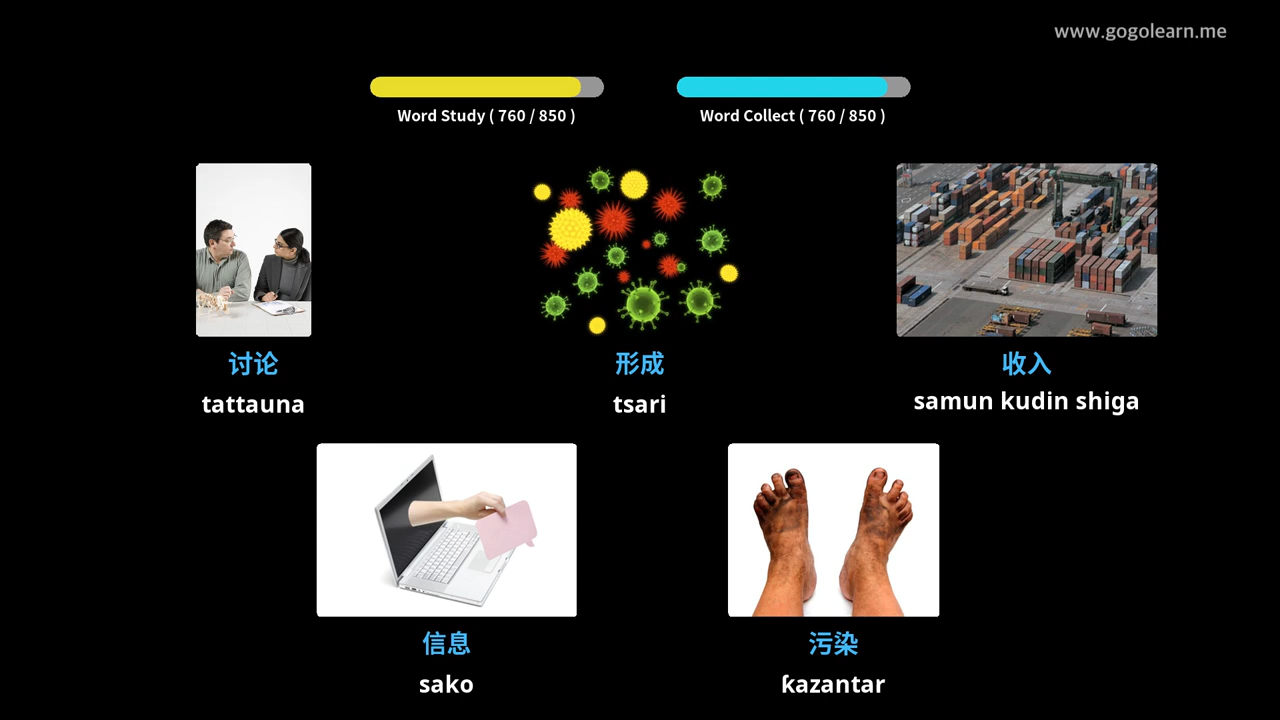 www.gogolearn.me
Word Study ( 760 / 850 )
Word Collect ( 760 / 850 )
讨论
形成
收入
tattauna
tsari
samun kudin shiga
信息
污染
sako
ƙazantar